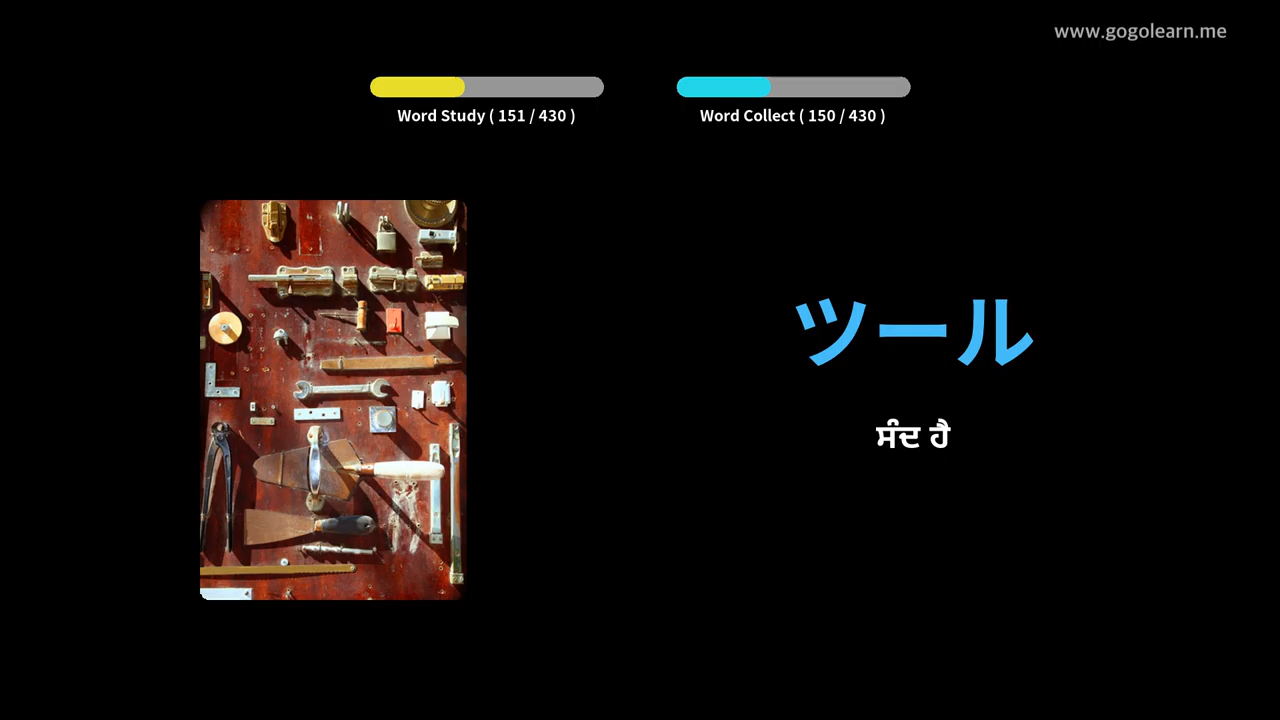 www.gogolearn.me
Word Study ( 151 / 430 )
Word Collect ( 150 / 430 )
ツール
ਸੰਦ ਹੈ